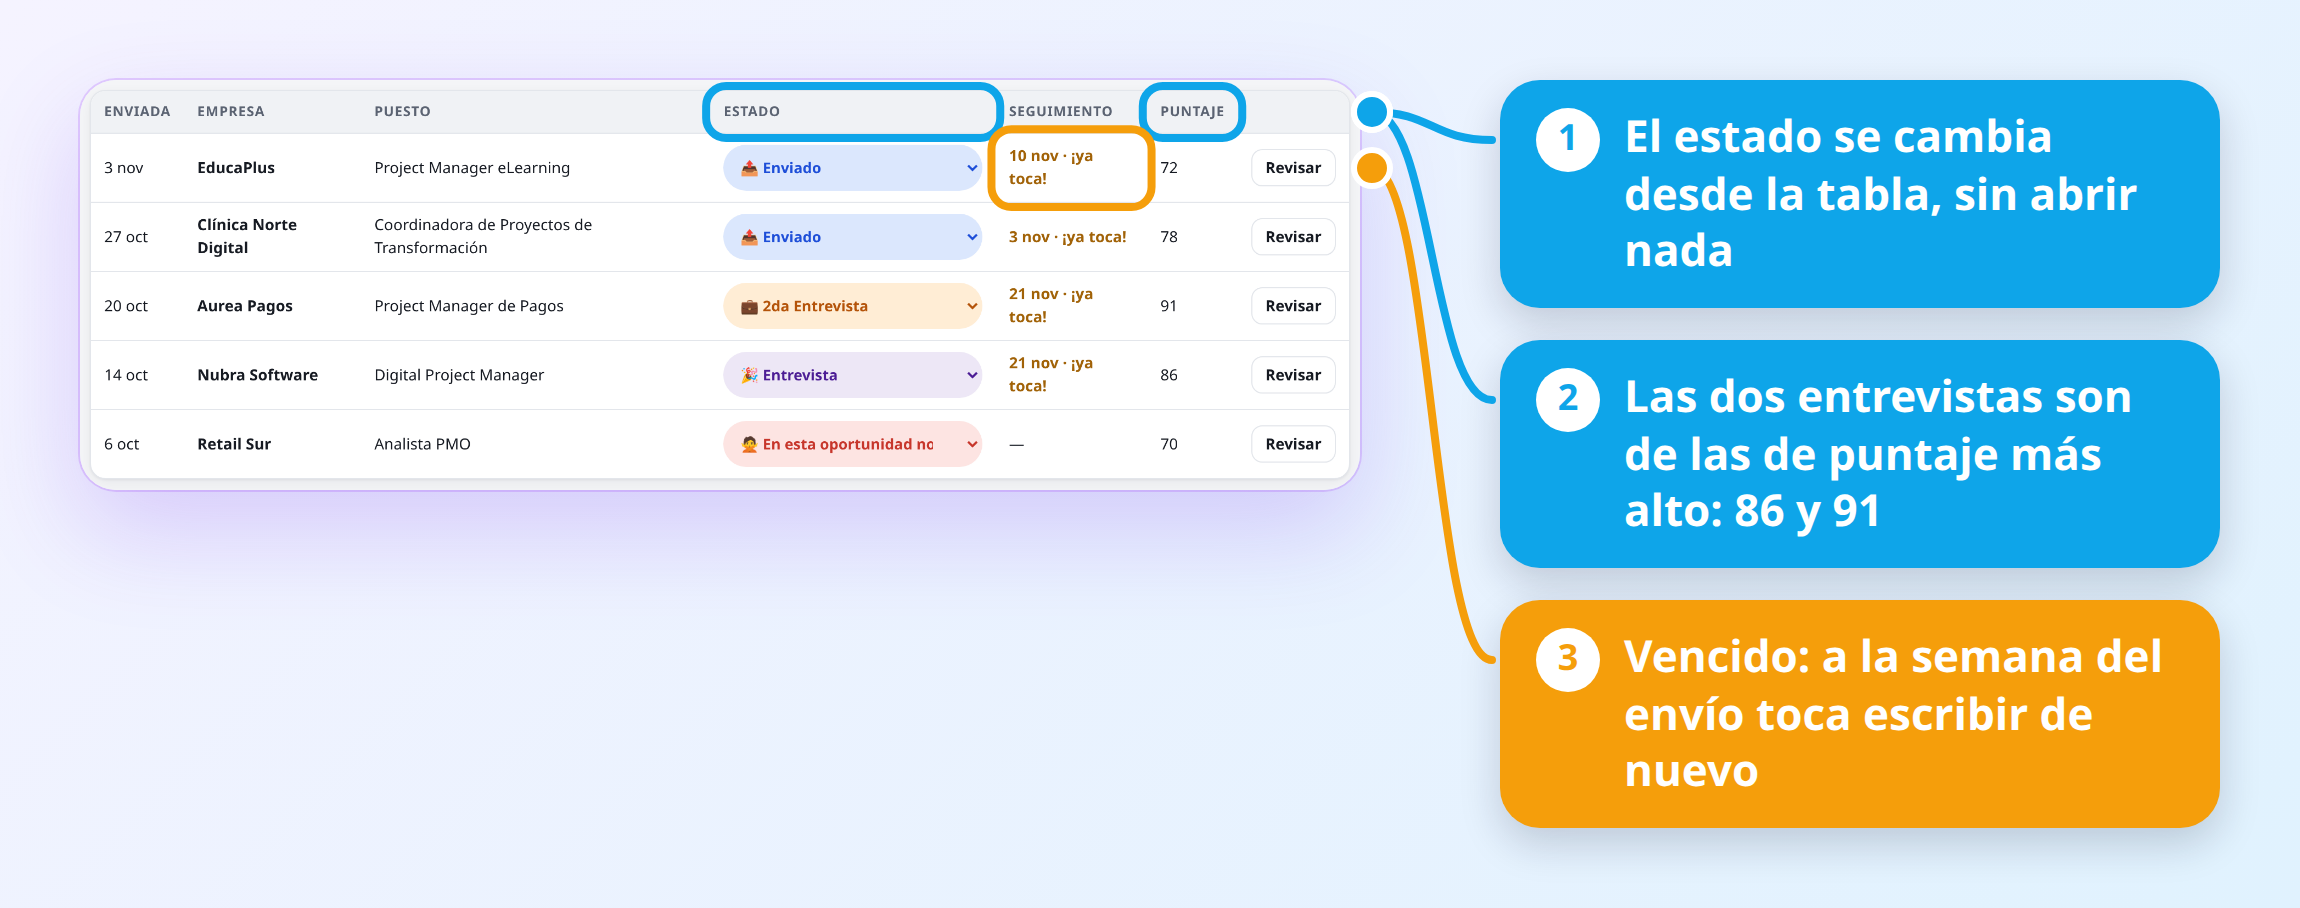 ENVIADA EMPRESA PUESTO ESTADO SEGUIMIENTO PUNTAJE
3 nov EducaPlus Project Manager eLearning 📤 Enviado 10 nov · ¡ya toca! 72 Revisar
27 oct Clínica Norte Digital Coordinadora de Proyectos de Transformación 📤 Enviado 3 nov · ¡ya toca! 78 Revisar
20 oct Aurea Pagos Project Manager de Pagos 💼 2da Entrevista 21 nov · ¡ya toca! 91 Revisar
14 oct Nubra Software Digital Project Manager 🎉 Entrevista 21 nov · ¡ya toca! 86 Revisar
6 oct Retail Sur Analista PMO 🙅 En esta oportunidad no — 70 Revisar
1 El estado se cambia
desde la tabla, sin abrir
nada
2 Las dos entrevistas son
de las de puntaje más
alto: 86 y 91
3 Vencido: a la semana del
envío toca escribir de
nuevo